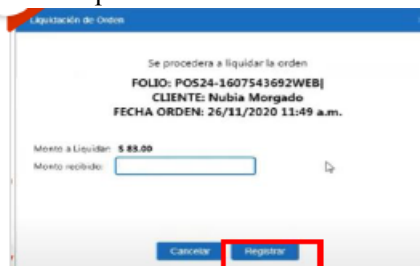 Liquidación de Orden
Se procedera a liquidar la orden
FOLIO: POS24-1607543692WEB|
CLIENTE: Nubia Morgado
FECHA ORDEN: 26/11/2020 11:49 a.m.
Monto a Liquidar: $ 83.00
Monto recibido:
Cancelar Registrar